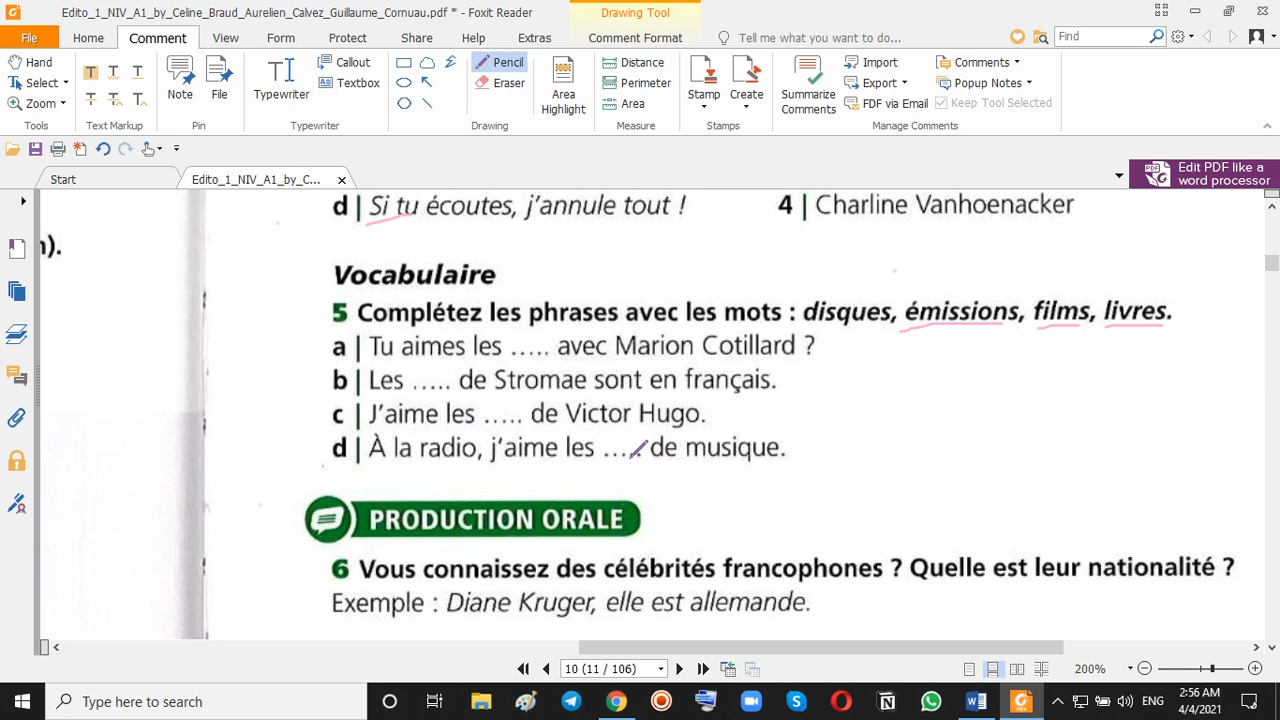 Edito_1_NIV_A1_by_Celine_Braud_Aurelien_Calvez_Guillaume_Cornuau.pdf * - Foxit Reader
Drawing Tool
File Home Comment View Form Protect Share Help Extras Comment Format Tell me what you want to do... Find
Hand
Select
Zoom
Tools
Text Markup
Note
File
Pin
Typewriter
Callout
Textbox
Typewriter
Pencil
Eraser
Area
Highlight
Drawing
Distance
Perimeter
Area
Measure
Stamp
Create
Stamps
Summarize
Comments
Import
Export
FDF via Email
Comments
Popup Notes
Keep Tool Selected
Manage Comments
Start Edito_1_NIV_A1_by_C...
Edit PDF like a
word processor
d | Si tu écoutes, j'annule tout ! 4 | Charline Vanhoenacker
).
Vocabulaire
5 Complétez les phrases avec les mots : disques, émissions, films, livres.
a | Tu aimes les ..... avec Marion Cotillard ?
b | Les ..... de Stromae sont en français.
c | J'aime les ..... de Victor Hugo.
d | À la radio, j'aime les ..... de musique.
PRODUCTION ORALE
6 Vous connaissez des célébrités francophones ? Quelle est leur nationalité ?
Exemple : Diane Kruger, elle est allemande.
10 (11 / 106) 200%
Type here to search ENG 2:56 AM
4/4/2021